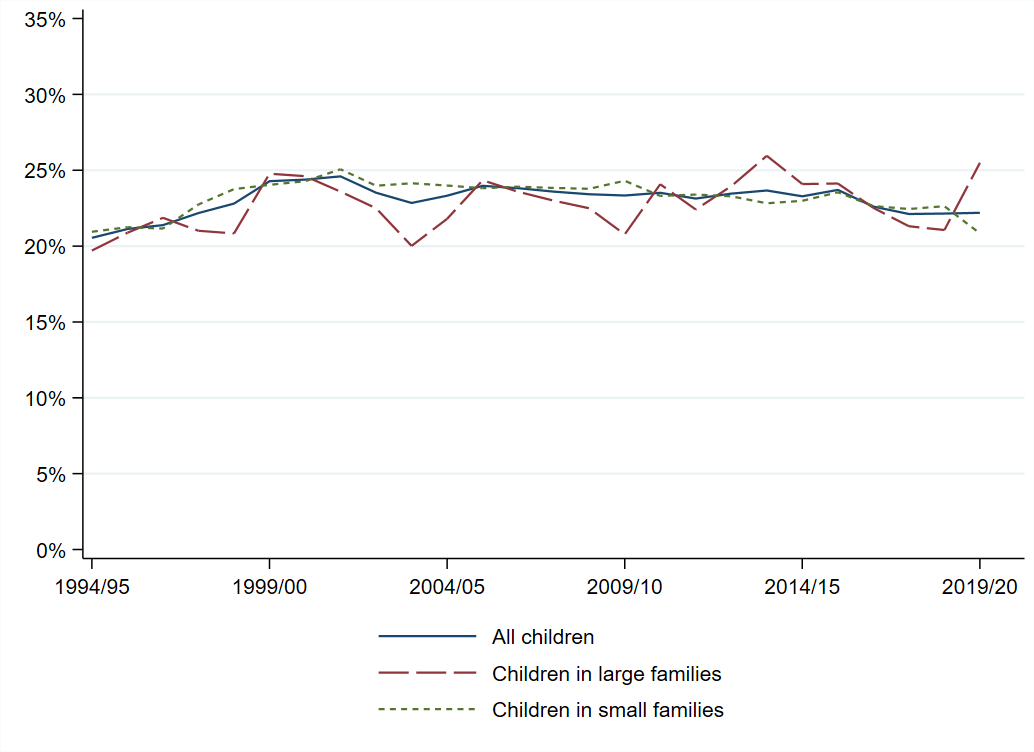 35%
30%
25%
20%
15%
10%
5%
0%
1994/95 1999/00 2004/05 2009/10 2014/15 2019/20
All children
Children in large families
Children in small families